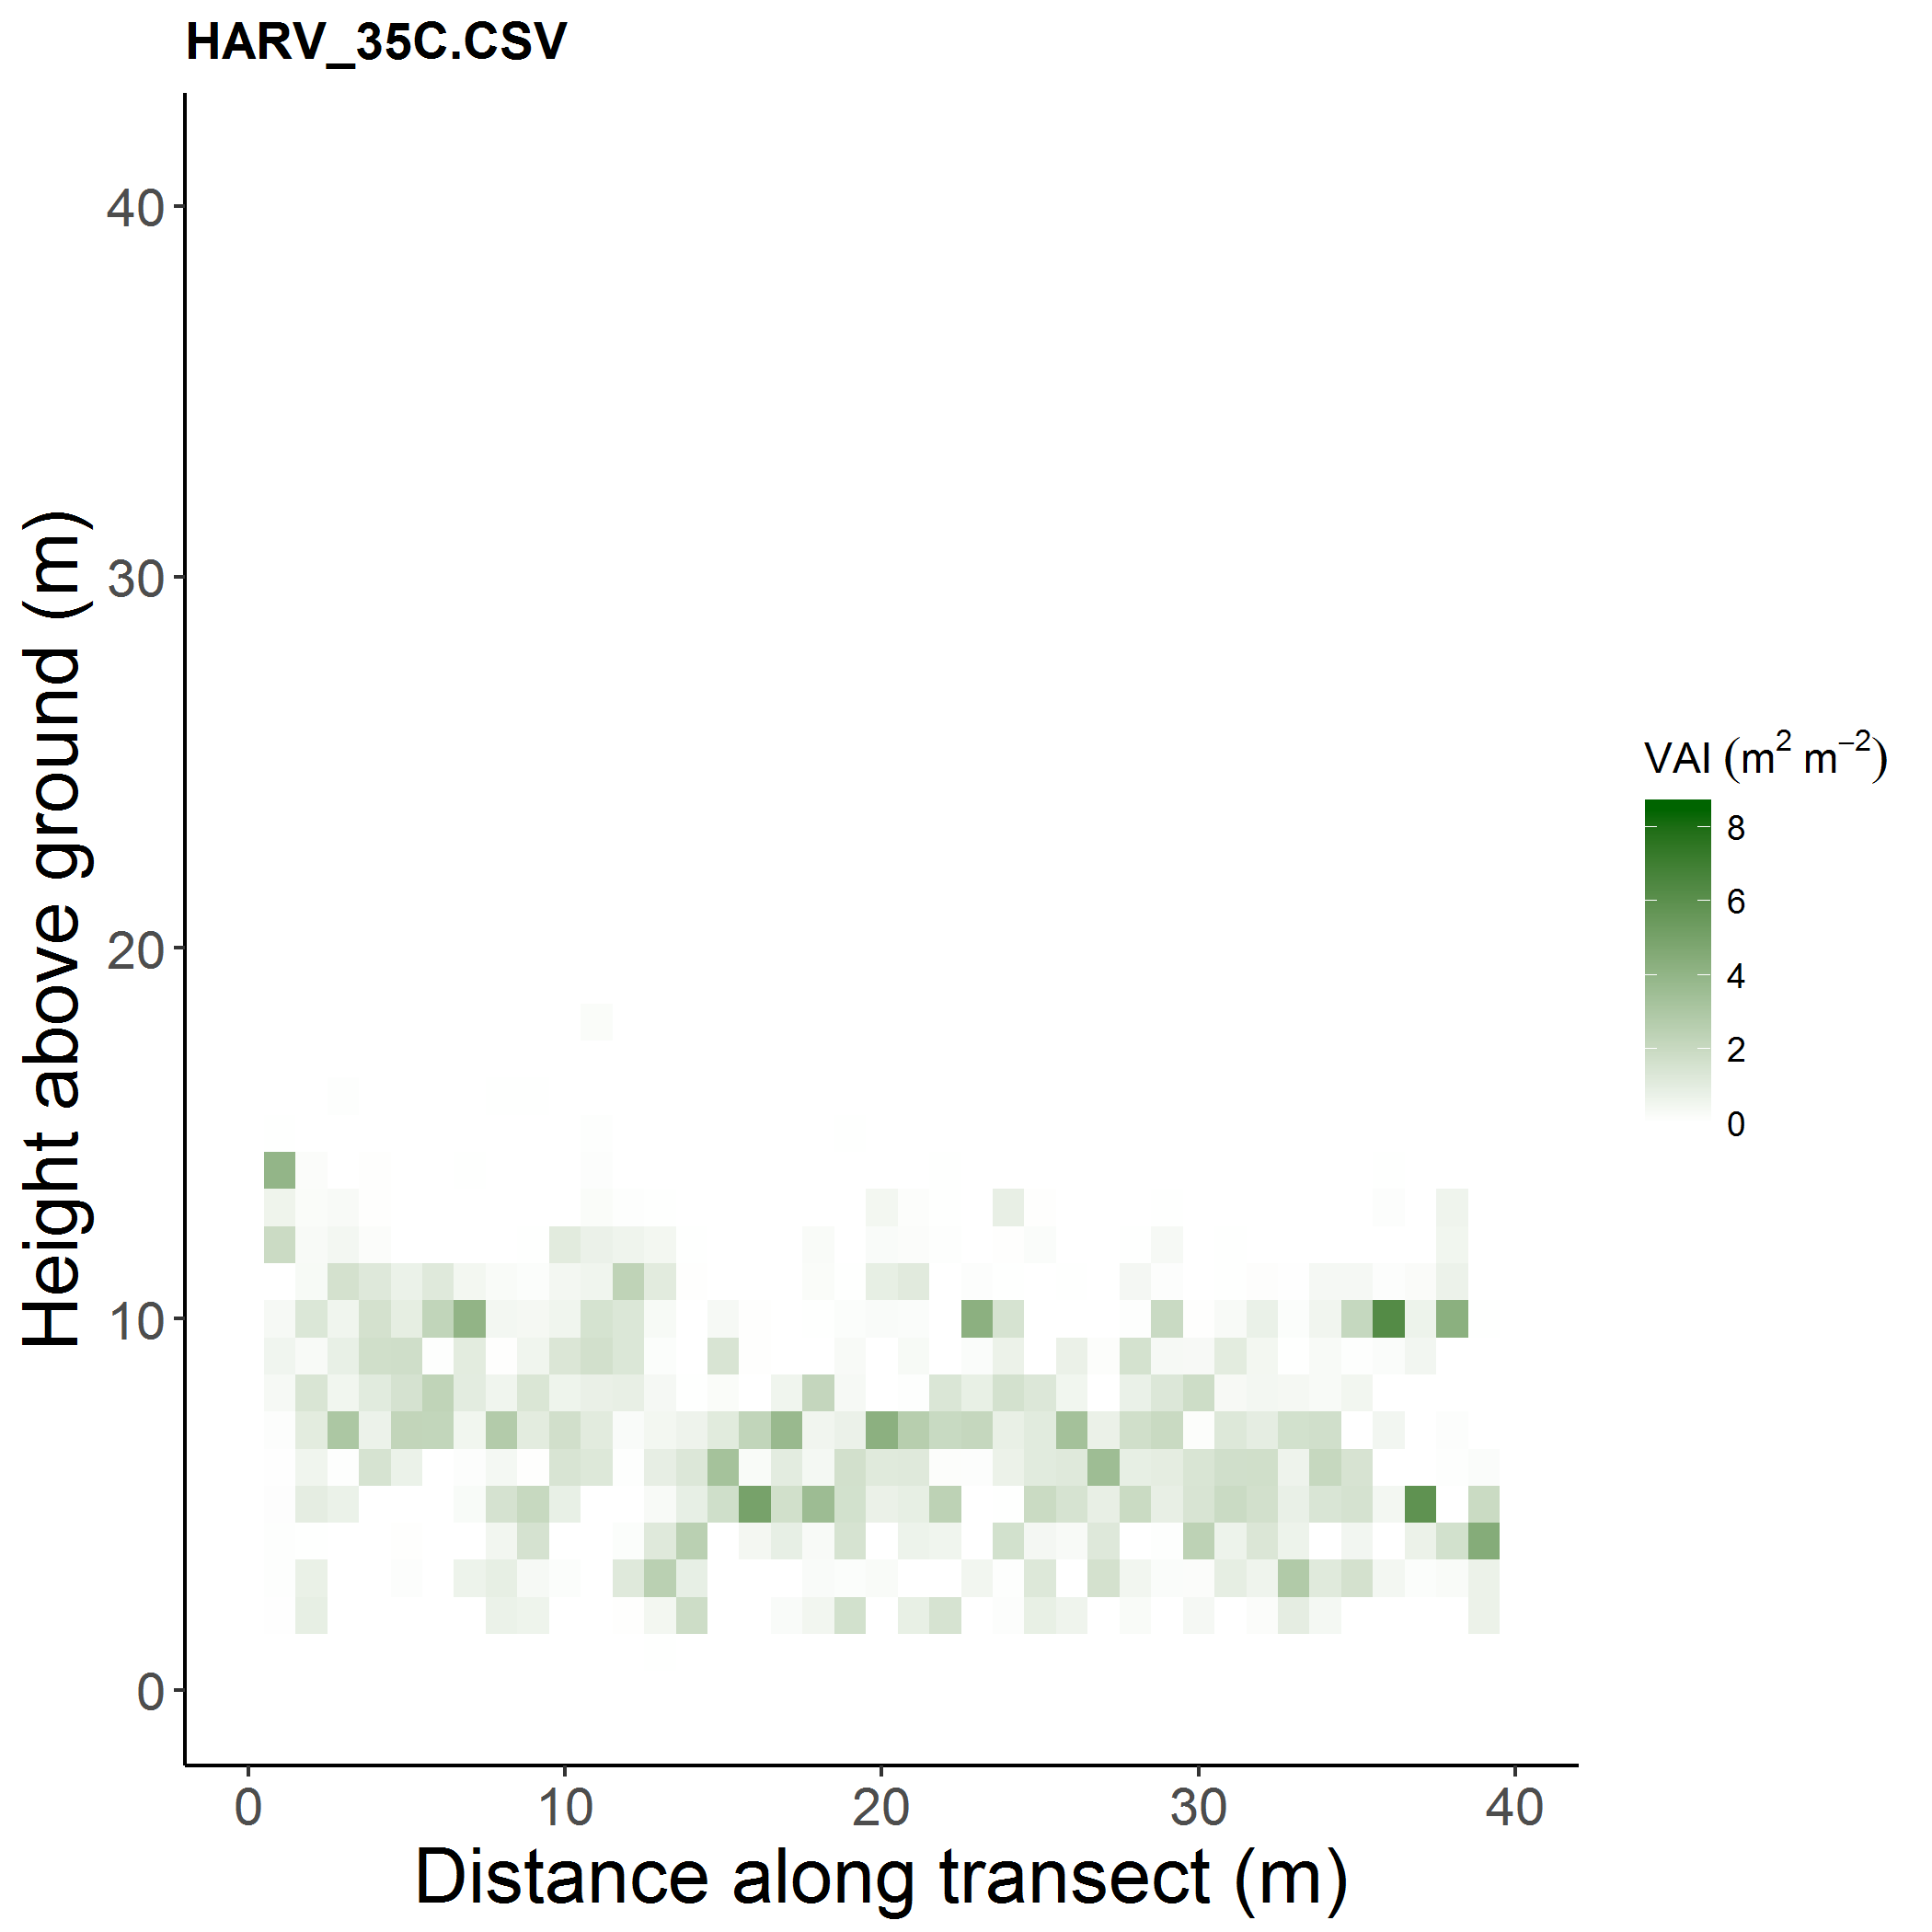 HARV_35C.CSV
40
30
20
10
0
Height above ground (m)
0 10 20 30 40
Distance along transect (m)
VAI (m² m⁻²)
8
6
4
2
0